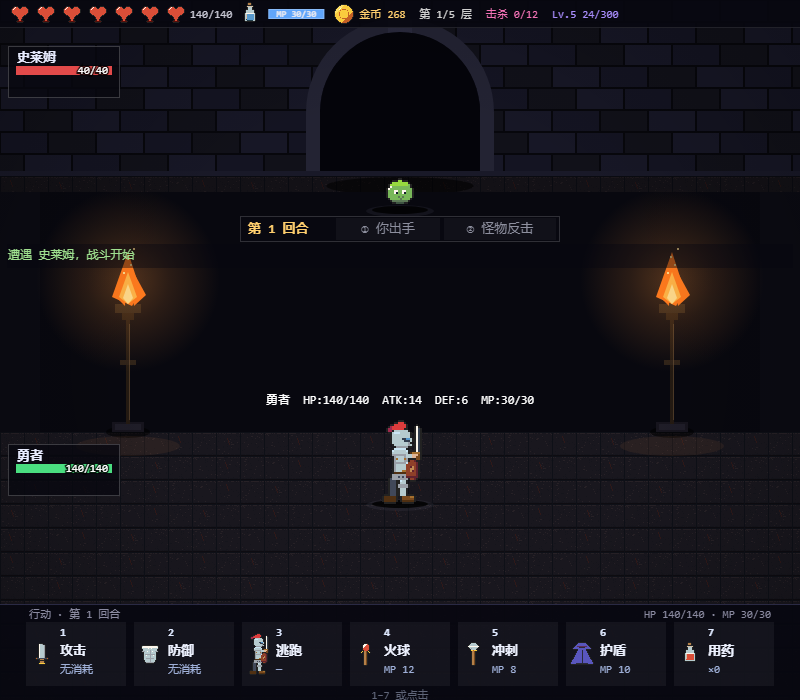 140/140 MP 30/30 金币 268 第 1/5 层 击杀 0/12 Lv.5 24/300
史莱姆
40/40
第 1 回合 ① 你出手 ② 怪物反击
遭遇 史莱姆，战斗开始
勇者 HP:140/140 ATK:14 DEF:6 MP:30/30
勇者
140/140
行动 · 第 1 回合 HP 140/140 · MP 30/30
1 2 3 4 5 6 7
攻击 防御 逃跑 火球 冲刺 护盾 用药
无消耗 无消耗 — MP 12 MP 8 MP 10 ×0
1-7 或点击